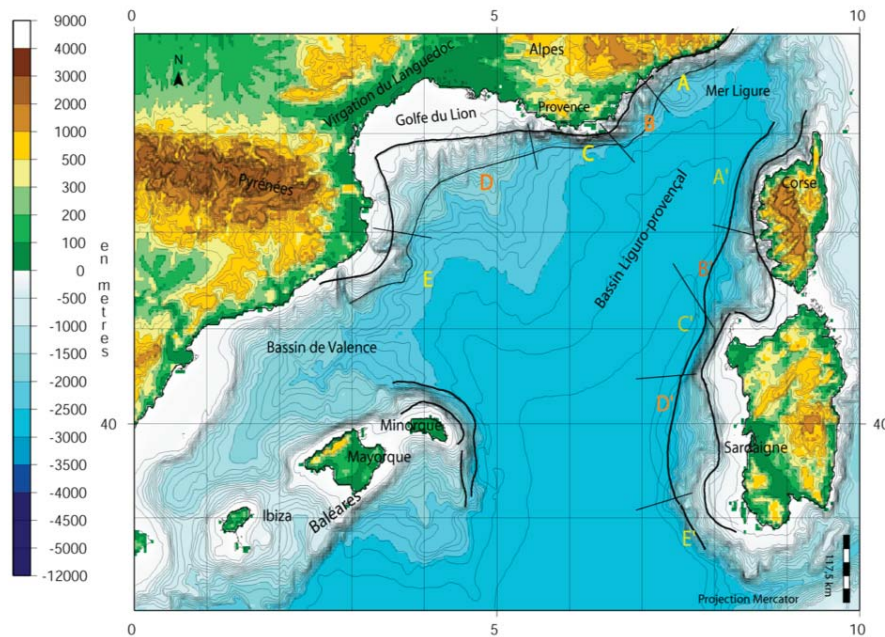 0
5
10
9000
4000
3000
2000
1000
500
300
200
100
0
-500
-1000
-1500
-2000
-2500
-3000
-3500
-4000
-4500
-5000
-12000
en metres
N
Alpes
Virgation du Languedoc
Golfe du Lion
Provence
Mer Ligure
A
B
C
D
E
Pyrénées
Corse
A'
Bassin Liguro-provençal
B'
C'
Bassin de Valence
40
40
D'
Minorque
Mayorque
Sardaigne
Ibiza
Baléares
E'
117.5 km
Projection Mercator
0
5
10